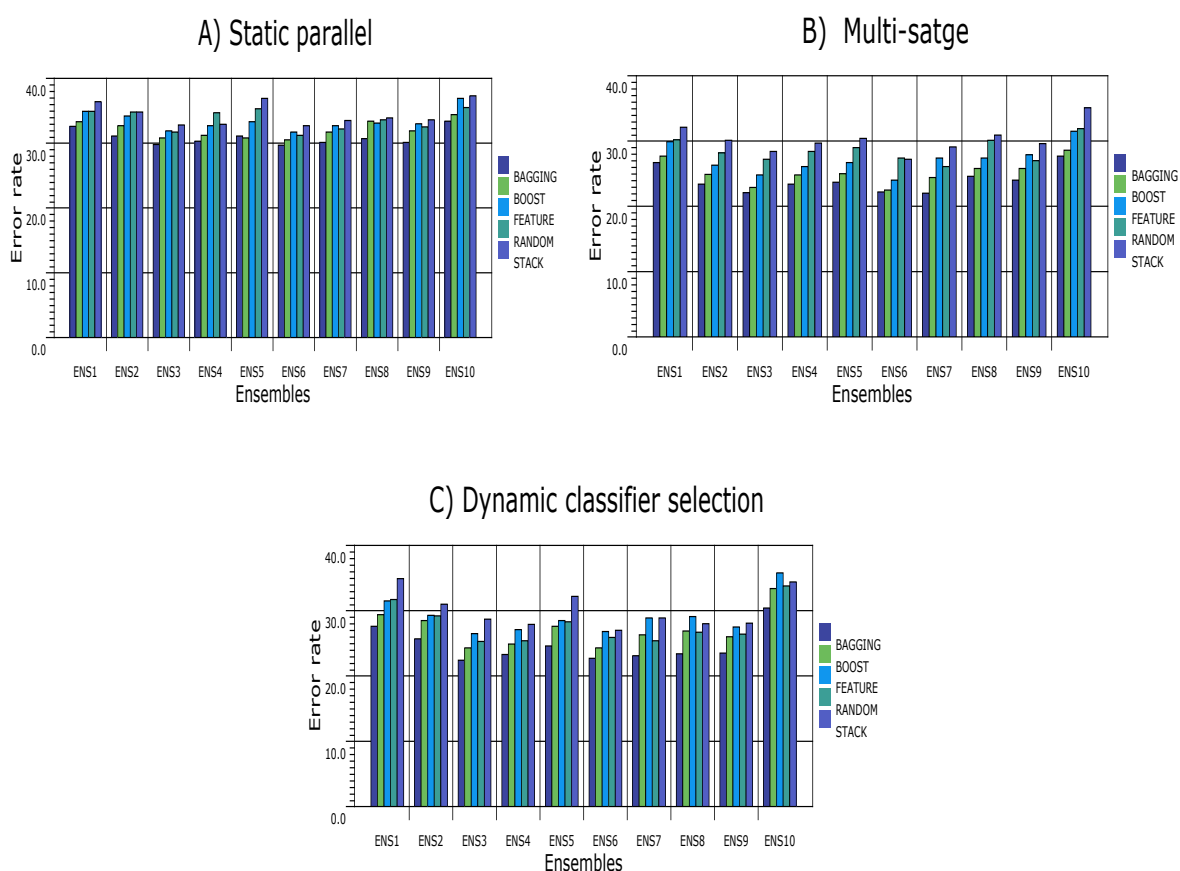 A) Static parallel
40.0
30.0
20.0
10.0
0.0
Error rate
ENS1 ENS2 ENS3 ENS4 ENS5 ENS6 ENS7 ENS8 ENS9 ENS10
Ensembles
BAGGING
BOOST
FEATURE
RANDOM
STACK
B) Multi-satge
40.0
30.0
20.0
10.0
0.0
Error rate
ENS1 ENS2 ENS3 ENS4 ENS5 ENS6 ENS7 ENS8 ENS9 ENS10
Ensembles
BAGGING
BOOST
FEATURE
RANDOM
STACK
C) Dynamic classifier selection
40.0
30.0
20.0
10.0
0.0
Error rate
ENS1 ENS2 ENS3 ENS4 ENS5 ENS6 ENS7 ENS8 ENS9 ENS10
Ensembles
BAGGING
BOOST
FEATURE
RANDOM
STACK